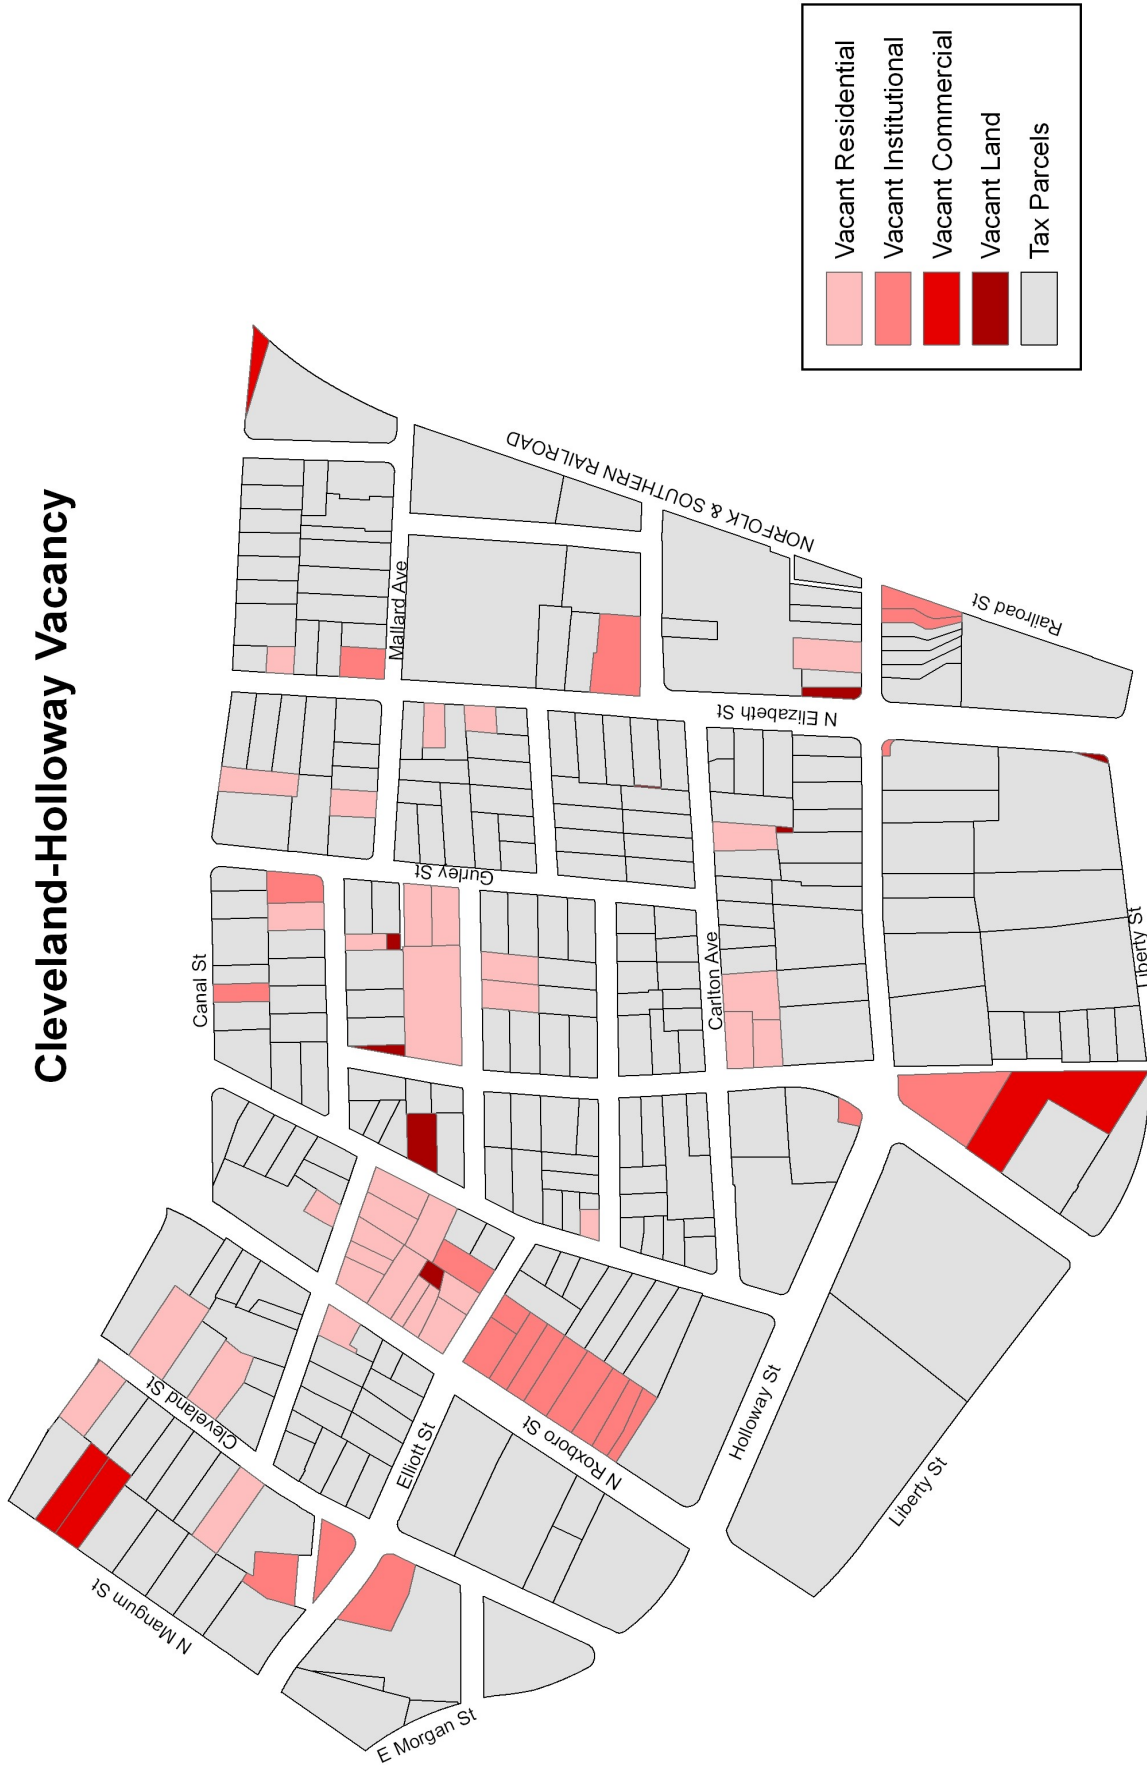 Cleveland-Holloway Vacancy
Vacant Residential
Vacant Institutional
Vacant Commercial
Vacant Land
Tax Parcels
Canal St
Mallard Ave
NORFOLK & SOUTHERN RAILROAD
Railroad St
N Elizabeth St
Gurley St
Carlton Ave
Liberty St
Cleveland St
N Mangum St
Elliott St
N Roxboro St
Holloway St
Liberty St
E Morgan St